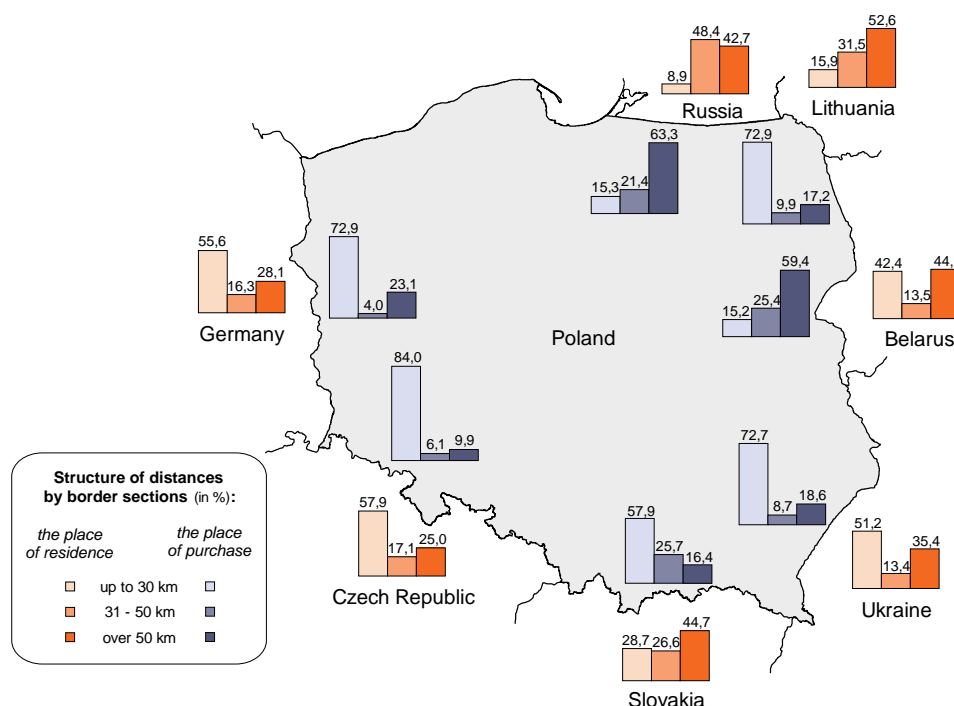 48,4
42,7
8,9
Russia
52,6
31,5
15,9
Lithuania
63,3
21,4
15,3
72,9
17,2
9,9
72,9
23,1
4,0
55,6
28,1
16,3
Germany
59,4
25,4
15,2
42,4
44,
13,5
Belarus
Poland
84,0
9,9
6,1
72,7
18,6
8,7
Structure of distances
by border sections (in %):
the place
of residence
the place
of purchase
up to 30 km
31 - 50 km
over 50 km
57,9
25,0
17,1
Czech Republic
57,9
25,7
16,4
51,2
35,4
13,4
Ukraine
44,7
28,7
26,6
Slovakia